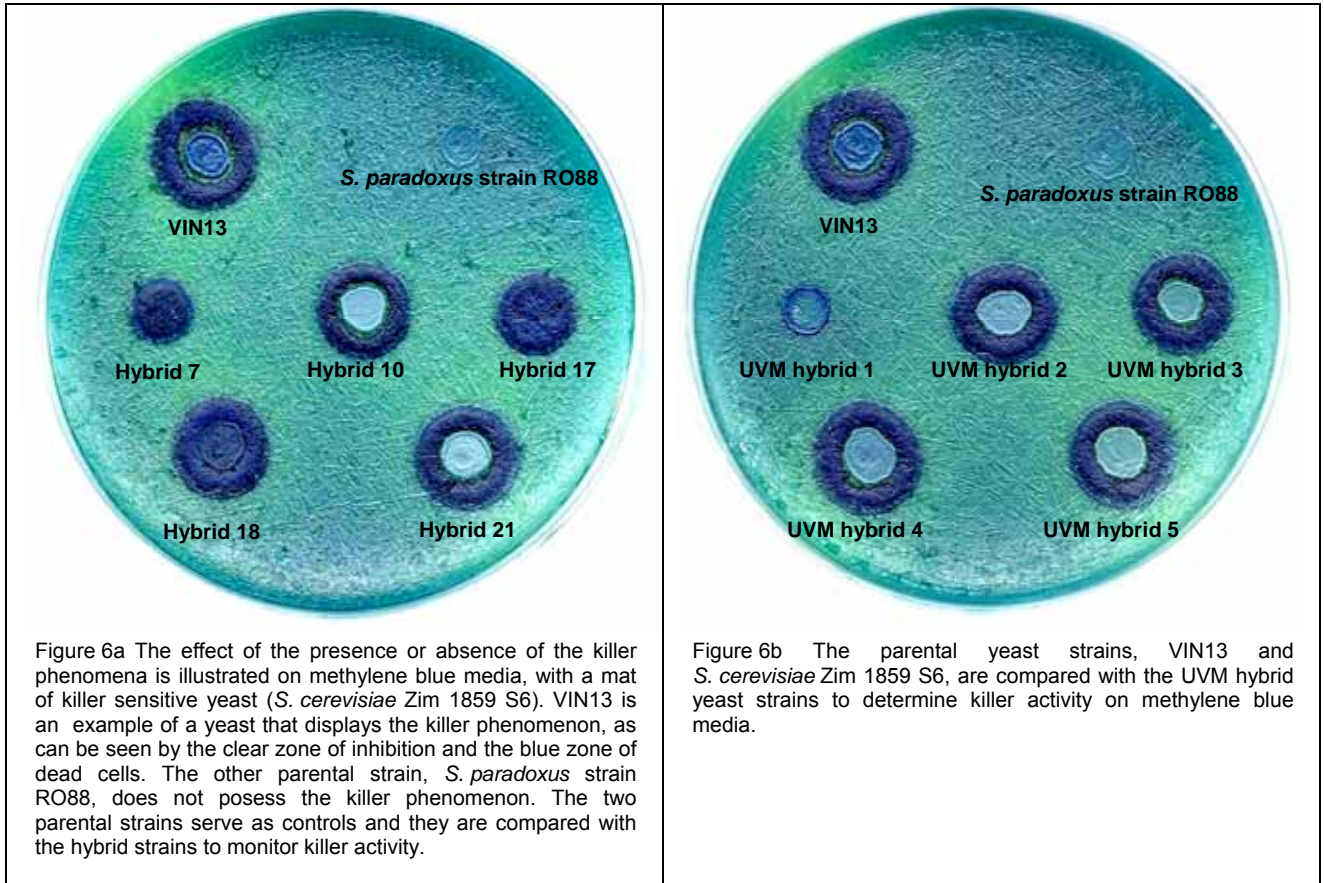 S. paradoxus strain RO88
VIN13
Hybrid 7
Hybrid 10
Hybrid 17
Hybrid 18
Hybrid 21
Figure 6a The effect of the presence or absence of the killer
phenomena is illustrated on methylene blue media, with a mat
of killer sensitive yeast (S. cerevisiae Zim 1859 S6). VIN13 is
an example of a yeast that displays the killer phenomenon, as
can be seen by the clear zone of inhibition and the blue zone of
dead cells. The other parental strain, S. paradoxus strain
RO88, does not posess the killer phenomenon. The two
parental strains serve as controls and they are compared with
the hybrid strains to monitor killer activity.
S. paradoxus strain RO88
VIN13
UVM hybrid 1
UVM hybrid 2
UVM hybrid 3
UVM hybrid 4
UVM hybrid 5
Figure 6b The parental yeast strains, VIN13 and
S. cerevisiae Zim 1859 S6, are compared with the UVM hybrid
yeast strains to determine killer activity on methylene blue
media.